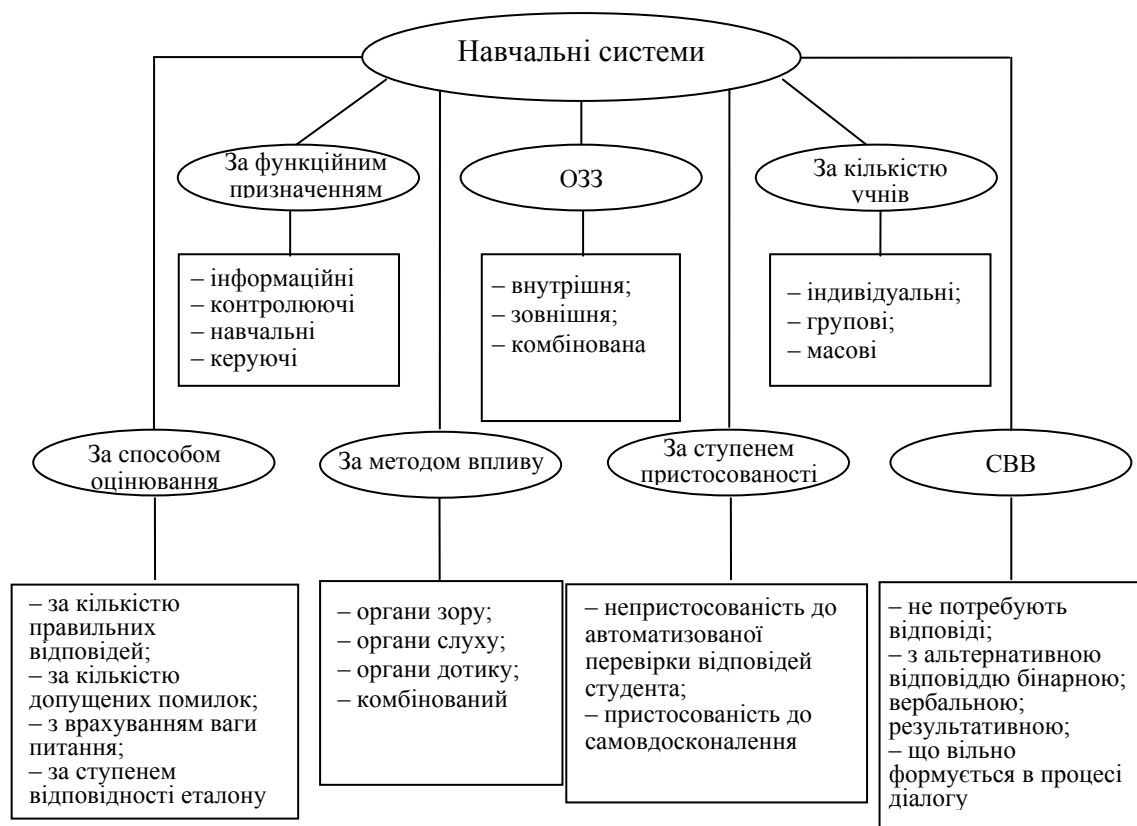 Навчальні системи
За функційним
призначенням
ОЗЗ
За кількістю
учнів
– інформаційні
– контролюючі
– навчальні
– керуючі
– внутрішня;
– зовнішня;
– комбінована
– індивідуальні;
– групові;
– масові
За способом
оцінювання
За методом впливу
За ступенем
пристосованості
СВВ
– за кількістю
правильних
відповідей;
– за кількістю
допущених помилок;
– з врахуванням ваги
питання;
– за ступенем
відповідності еталону
– органи зору;
– органи слуху;
– органи дотику;
– комбінований
– непристосованість до
автоматизованої
перевірки відповідей
студента;
– пристосованість до
самовдосконалення
– не потребують
відповіді;
– з альтернативною
відповіддю бінарною;
вербальною;
результативною;
– що вільно
формується в процесі
діалогу